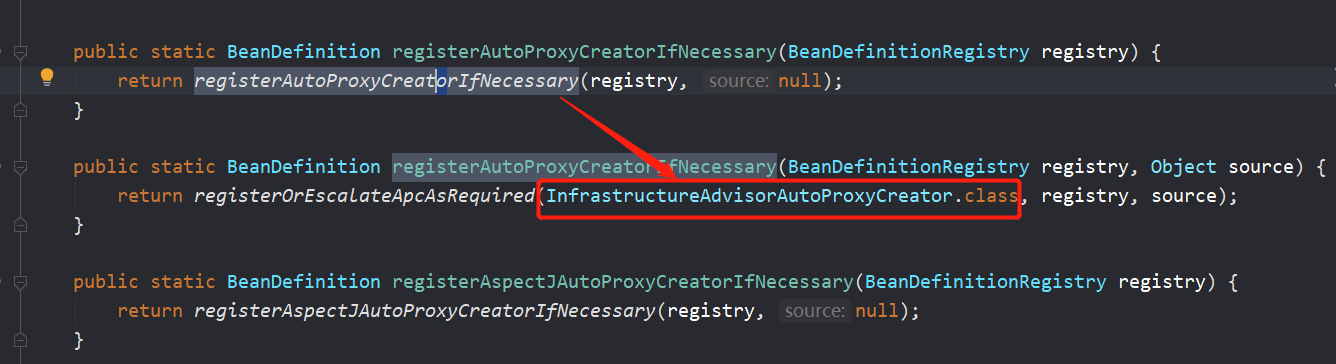 public static BeanDefinition registerAutoProxyCreatorIfNecessary(BeanDefinitionRegistry registry) {
return registerAutoProxyCreatorIfNecessary(registry, source: null);
}
public static BeanDefinition registerAutoProxyCreatorIfNecessary(BeanDefinitionRegistry registry, Object source) {
return registerOrEscalateApcAsRequired(InfrastructureAdvisorAutoProxyCreator.class, registry, source);
}
public static BeanDefinition registerAspectJAutoProxyCreatorIfNecessary(BeanDefinitionRegistry registry) {
return registerAspectJAutoProxyCreatorIfNecessary(registry, source: null);
}